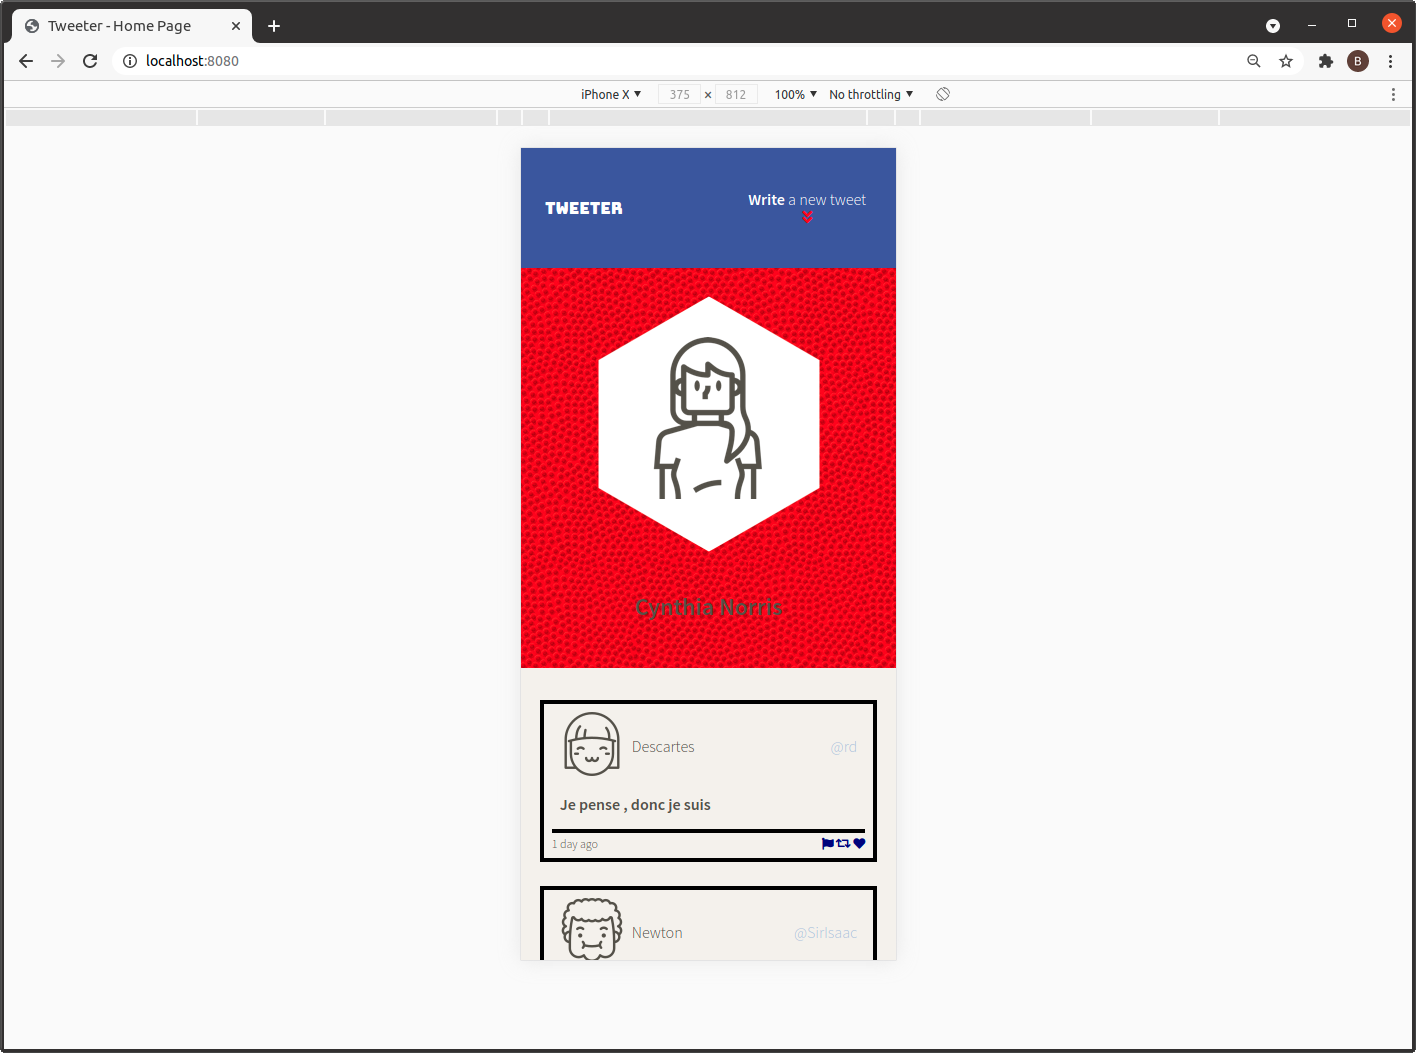 Tweeter - Home Page
localhost:8080
B
iPhone X 375 × 812 100% No throttling
TWEETER
Write a new tweet
Cynthia Norris
Descartes @rd
Je pense , donc je suis
1 day ago
Newton @SirIsaac